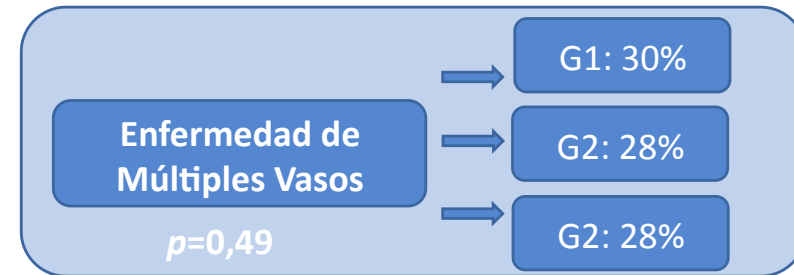 Enfermedad de
Múltiples Vasos
p=0,49
G1: 30%
G2: 28%
G2: 28%